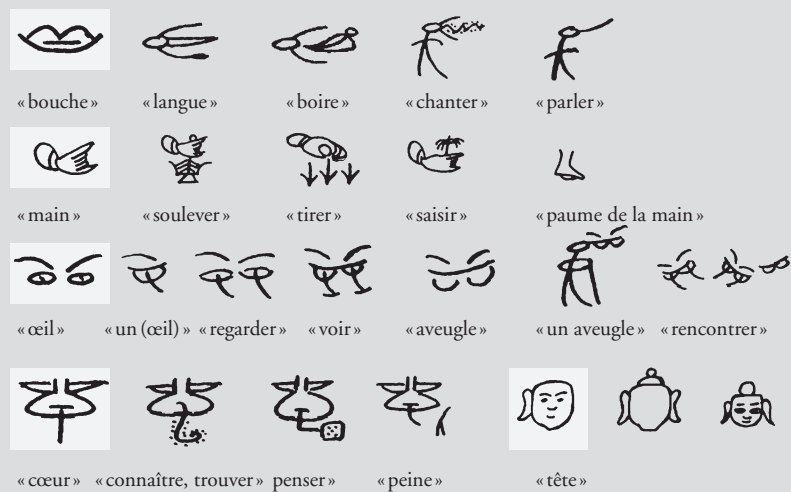 «bouche» «langue» «boire» «chanter» «parler»
«main» «soulever» «tirer» «saisir» «paume de la main»
«œil» «un (œil)» «regarder» «voir» «aveugle» «un aveugle» «rencontrer»
«cœur» «connaître, trouver» penser» «peine» «tête»